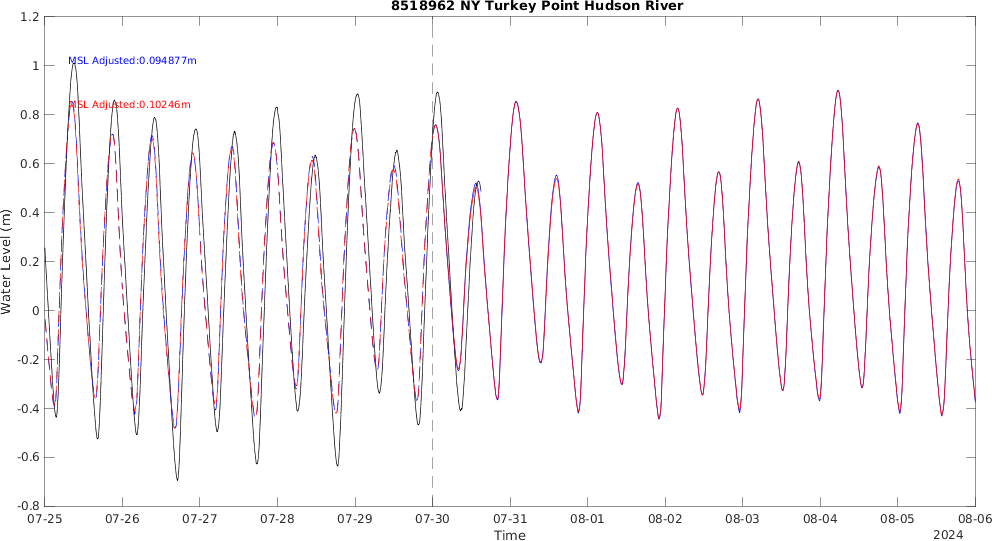 8518962 NY Turkey Point Hudson River
Water Level (m)
1.2
1
0.8
0.6
0.4
0.2
0
-0.2
-0.4
-0.6
-0.8
MSL Adjusted:0.094877m
MSL Adjusted:0.10246m
07-25 07-26 07-27 07-28 07-29 07-30 07-31 08-01 08-02 08-03 08-04 08-05 08-06
Time
2024